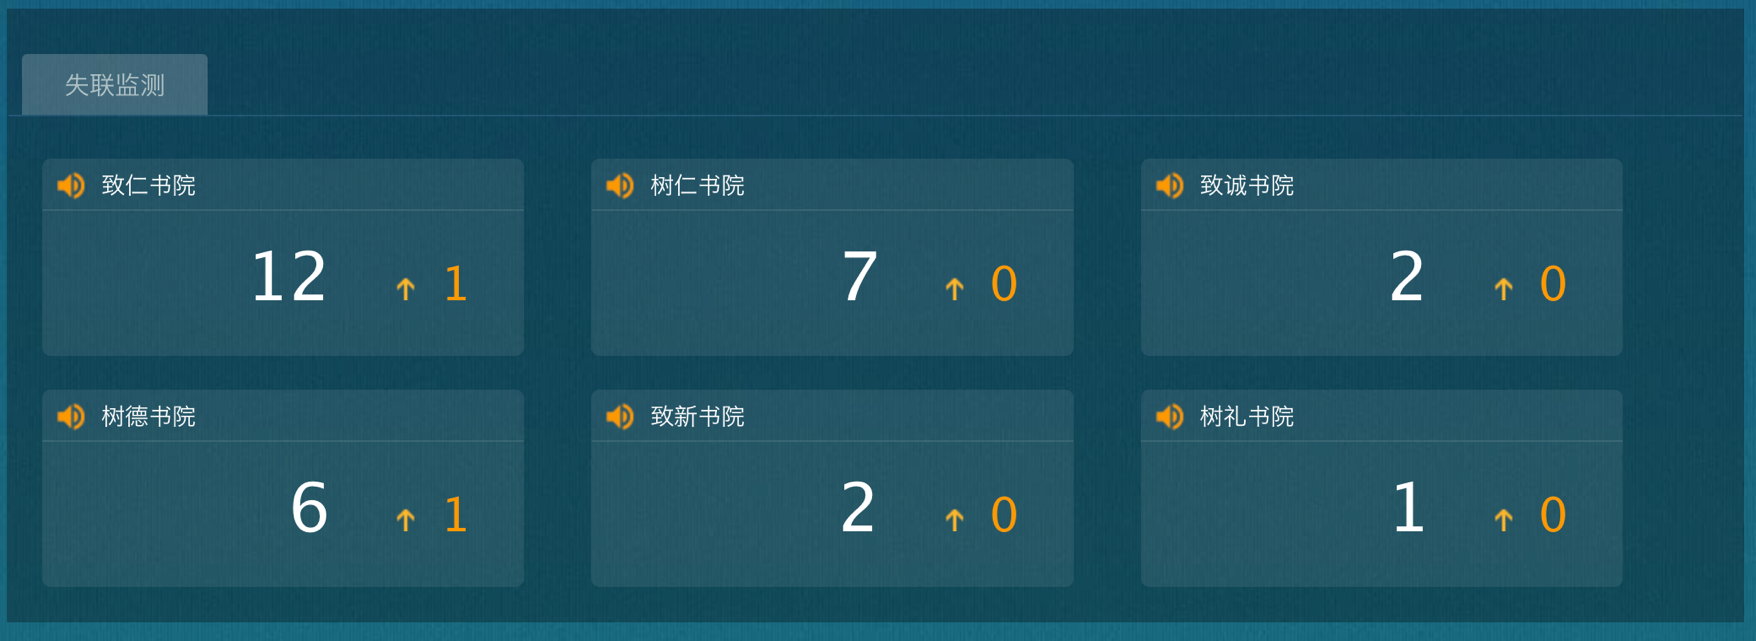 失联监测
致仁书院
12 ↑ 1
树仁书院
7 ↑ 0
致诚书院
2 ↑ 0
树德书院
6 ↑ 1
致新书院
2 ↑ 0
树礼书院
1 ↑ 0